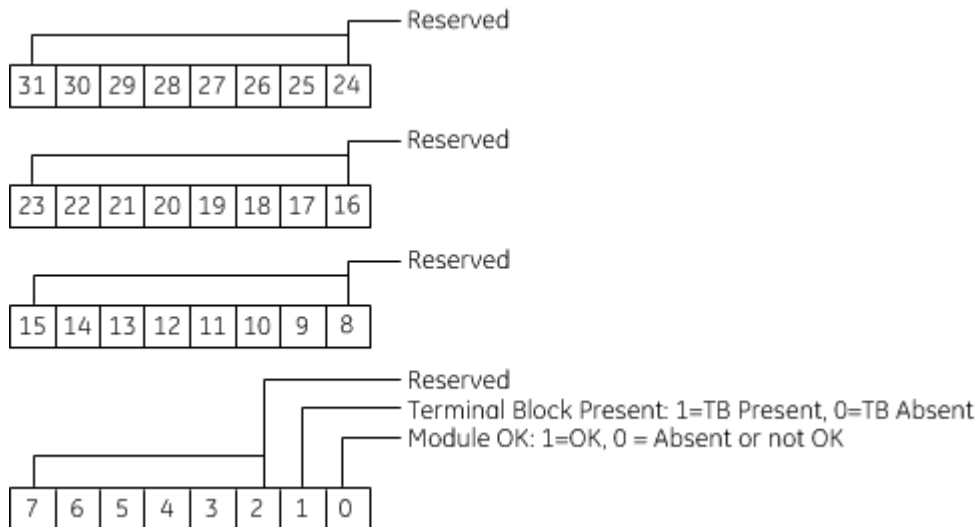 Reserved
31 30 29 28 27 26 25 24
Reserved
23 22 21 20 19 18 17 16
Reserved
15 14 13 12 11 10 9 8
Reserved
Terminal Block Present: 1=TB Present, 0=TB Absent
Module OK: 1=OK, 0 = Absent or not OK
7 6 5 4 3 2 1 0